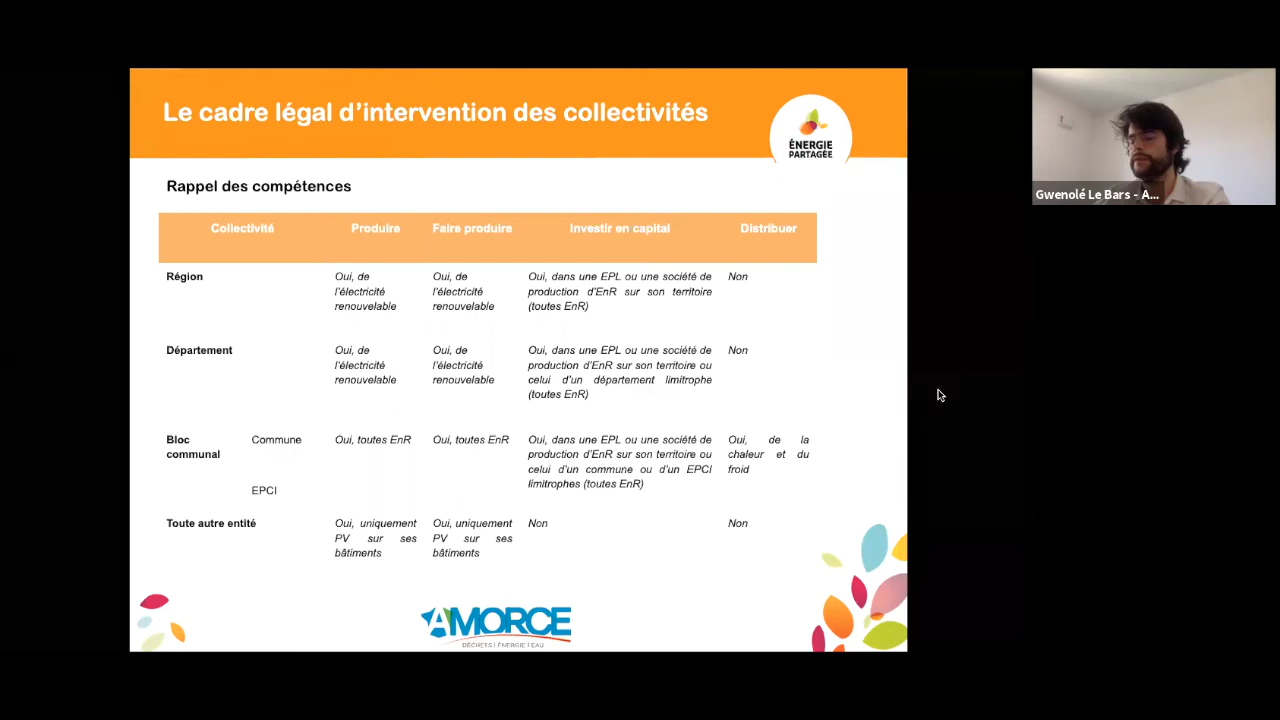 Le cadre légal d'intervention des collectivités
ÉNERGIE
PARTAGÉE
Gwenolé Le Bars - A...
Rappel des compétences
Collectivité Produire Faire produire Investir en capital Distribuer
Région Oui, de Oui, de Oui, dans une EPL ou une société de Non
l'électricité l'électricité production d'EnR sur son territoire
renouvelable renouvelable (toutes EnR)
Département Oui, de Oui, de Oui, dans une EPL ou une société de Non
l'électricité l'électricité production d'EnR sur son territoire ou
renouvelable renouvelable celui d'un département limitrophe
(toutes EnR)
Bloc Commune Oui, toutes EnR Oui, toutes EnR Oui, dans une EPL ou une société de Oui, de la
communal production d'EnR sur son territoire ou chaleur et du
celui d'un commune ou d'un EPCI froid
EPCI limitrophes (toutes EnR)
Toute autre entité Oui, uniquement Oui, uniquement Non Non
PV sur ses PV sur ses
bâtiments bâtiments
AMORCE
DÉCHETS | ÉNERGIE | EAU